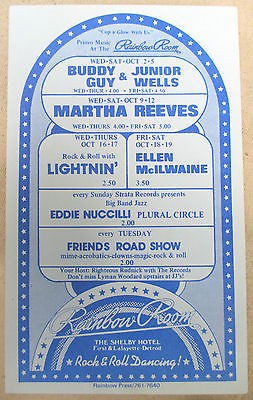 "Cop a Glow With Us"
Primo Music At The Rainbow Room
WED-SAT-OCT 2-5
BUDDY GUY & JUNIOR WELLS
WED-THUR • 4.00 • FRI-SAT 4.50
WED-SAT-OCT 9-12
MARTHA REEVES
WED-THURS 4.00 FRI-SAT 5.00
WED-THURS OCT-16-17
Rock & Roll with
LIGHTNIN'
2.50
FRI-SAT OCT-18-19
ELLEN McILWAINE
3.50
every Sunday Strata Records presents
Big Band Jazz
EDDIE NUCCILLI PLURAL CIRCLE
2.00
every TUESDAY
FRIENDS ROAD SHOW
mime-acrobatics-clowns-magic-rock & roll
2.00
Your Host: Righteous Rudnick with The Records
Don't miss Lyman Woodard upstairs at JJ's!
Rainbow Room
THE SHELBY HOTEL
First & Lafayette-Detroit
Rock & Roll Dancing!
Rainbow Press/761-7640